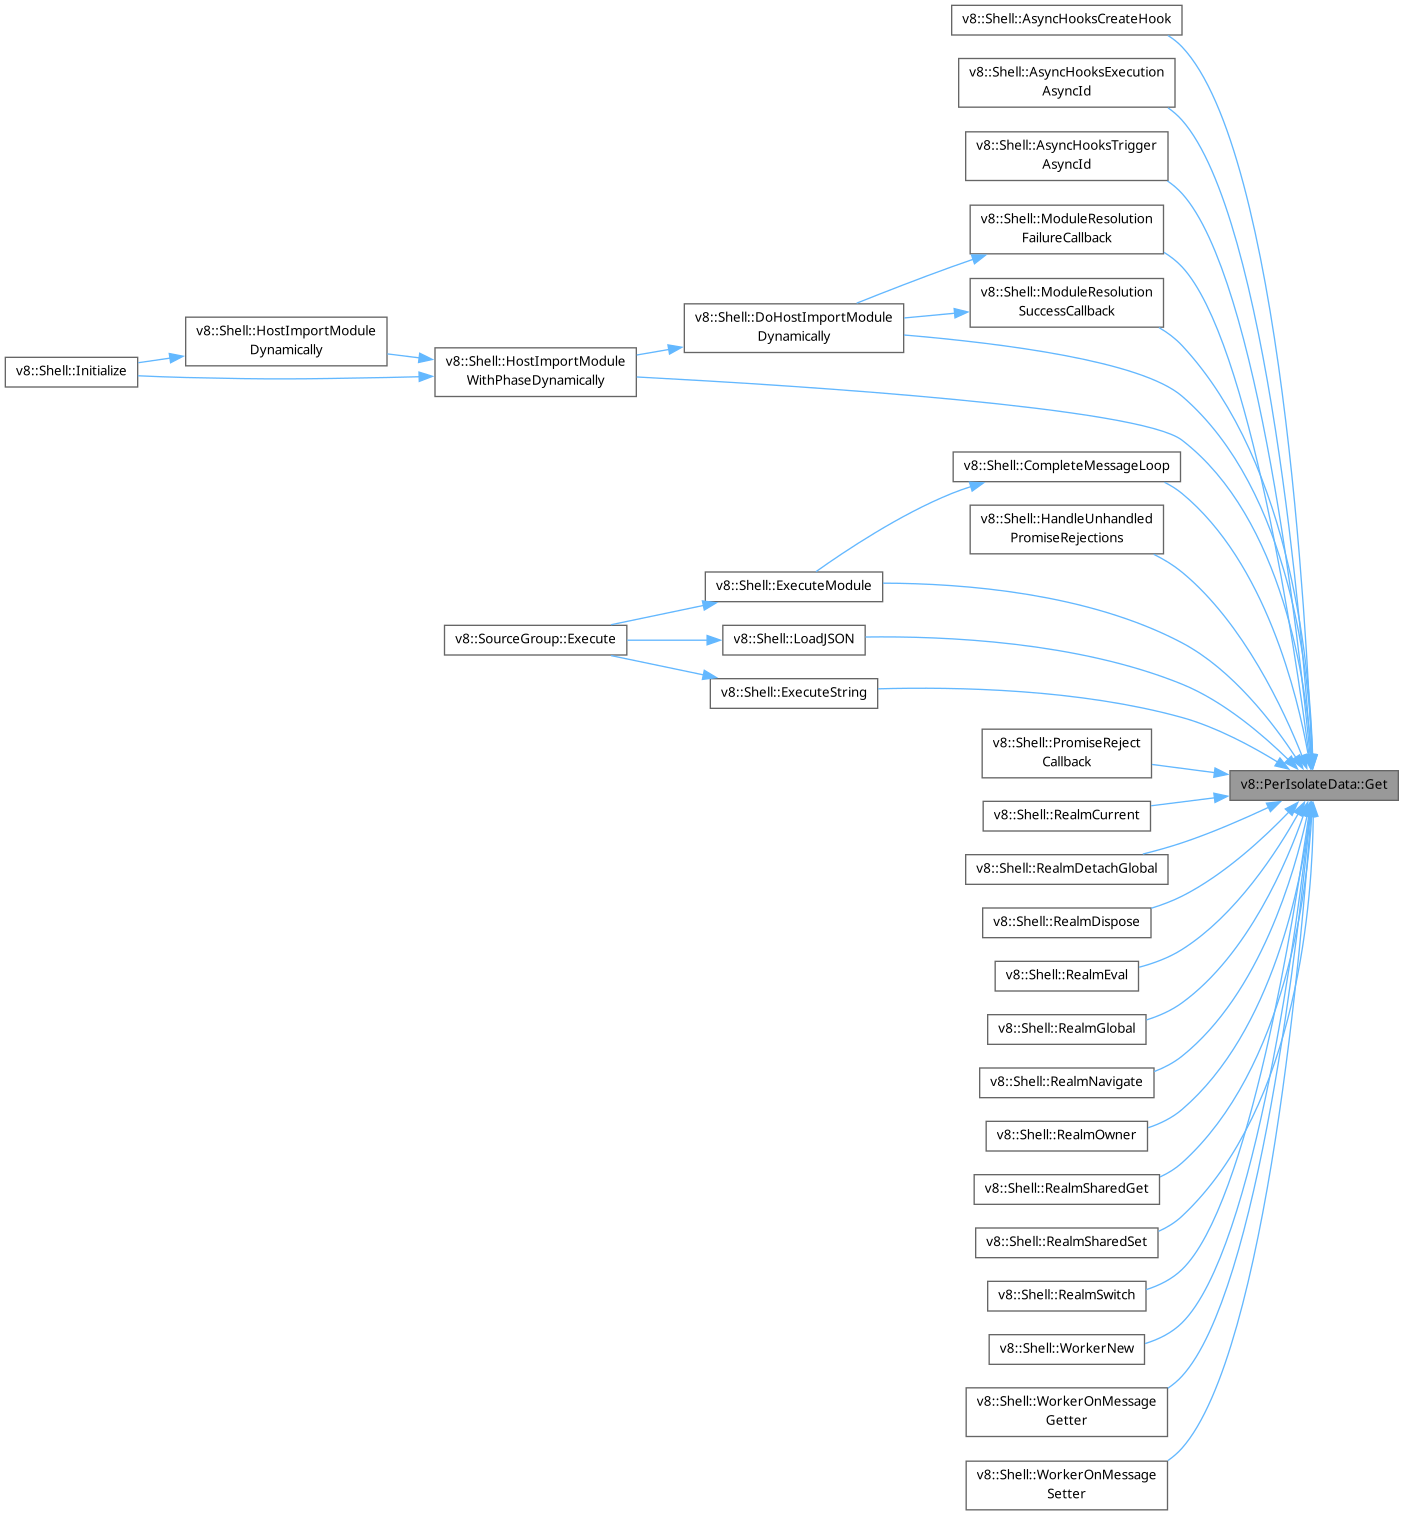 v8::Shell::AsyncHooksCreateHook
v8::Shell::AsyncHooksExecution
AsyncId
v8::Shell::AsyncHooksTrigger
AsyncId
v8::Shell::ModuleResolution
FailureCallback
v8::Shell::ModuleResolution
SuccessCallback
v8::Shell::DoHostImportModule
Dynamically
v8::Shell::HostImportModule
Dynamically
v8::Shell::HostImportModule
WithPhaseDynamically
v8::Shell::Initialize
v8::Shell::CompleteMessageLoop
v8::Shell::HandleUnhandled
PromiseRejections
v8::Shell::ExecuteModule
v8::SourceGroup::Execute
v8::Shell::LoadJSON
v8::Shell::ExecuteString
v8::Shell::PromiseReject
Callback
v8::PerIsolateData::Get
v8::Shell::RealmCurrent
v8::Shell::RealmDetachGlobal
v8::Shell::RealmDispose
v8::Shell::RealmEval
v8::Shell::RealmGlobal
v8::Shell::RealmNavigate
v8::Shell::RealmOwner
v8::Shell::RealmSharedGet
v8::Shell::RealmSharedSet
v8::Shell::RealmSwitch
v8::Shell::WorkerNew
v8::Shell::WorkerOnMessage
Getter
v8::Shell::WorkerOnMessage
Setter